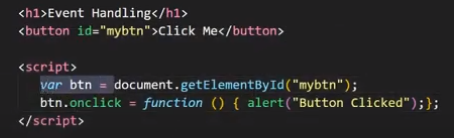 <h1>Event Handling</h1>
<button id="mybtn">Click Me</button>
<script>
var btn = document.getElementById("mybtn");
btn.onclick = function () { alert("Button Clicked");};
</script>